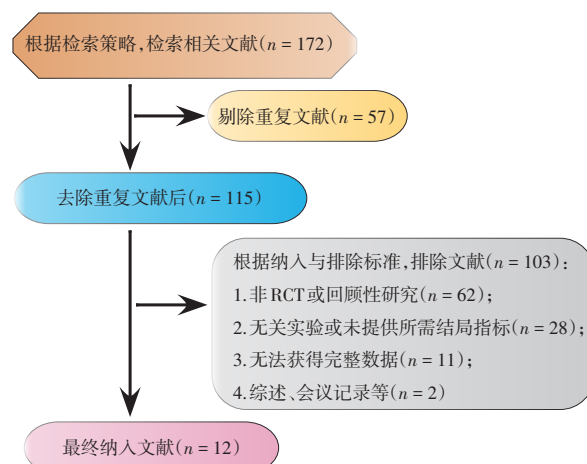 根据检索策略,检索相关文献(n = 172)
剔除重复文献(n = 57)
去除重复文献后(n = 115)
根据纳入与排除标准,排除文献(n = 103):
1.非RCT或回顾性研究(n = 62);
2.无关实验或未提供所需结局指标(n = 28);
3.无法获得完整数据(n = 11);
4.综述、会议记录等(n = 2)
最终纳入文献(n = 12)